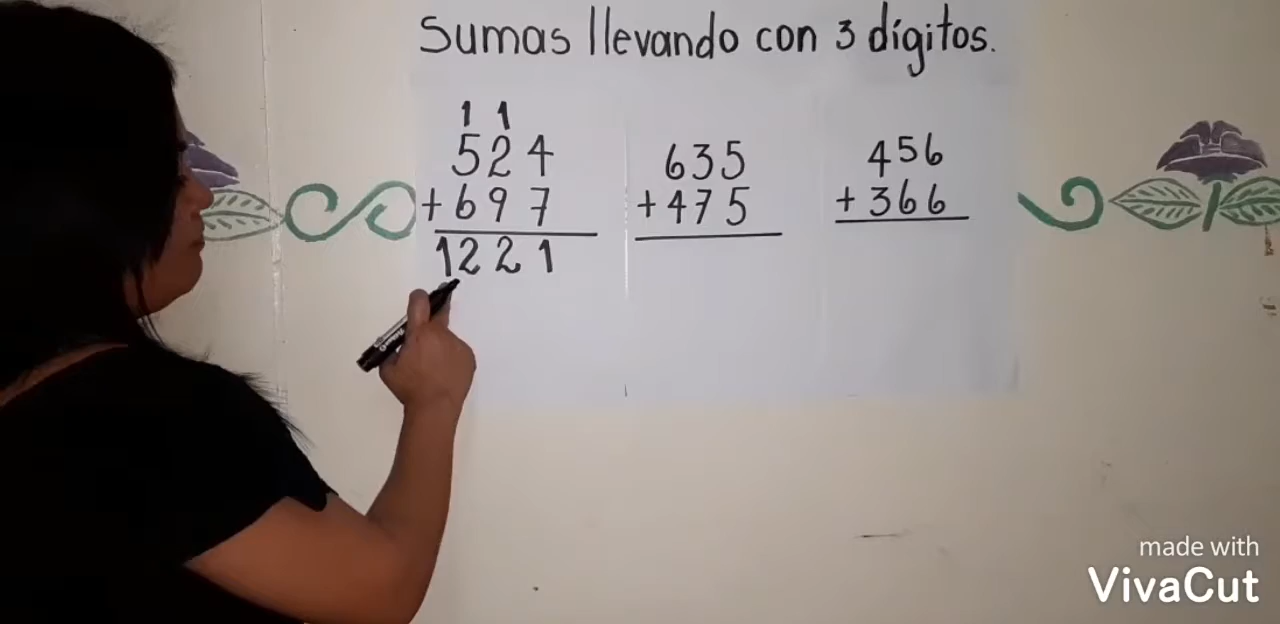 Sumas llevando con 3 dígitos.
1 1
524
+ 697
1221
635
+ 475
456
+ 366
made with
VivaCut